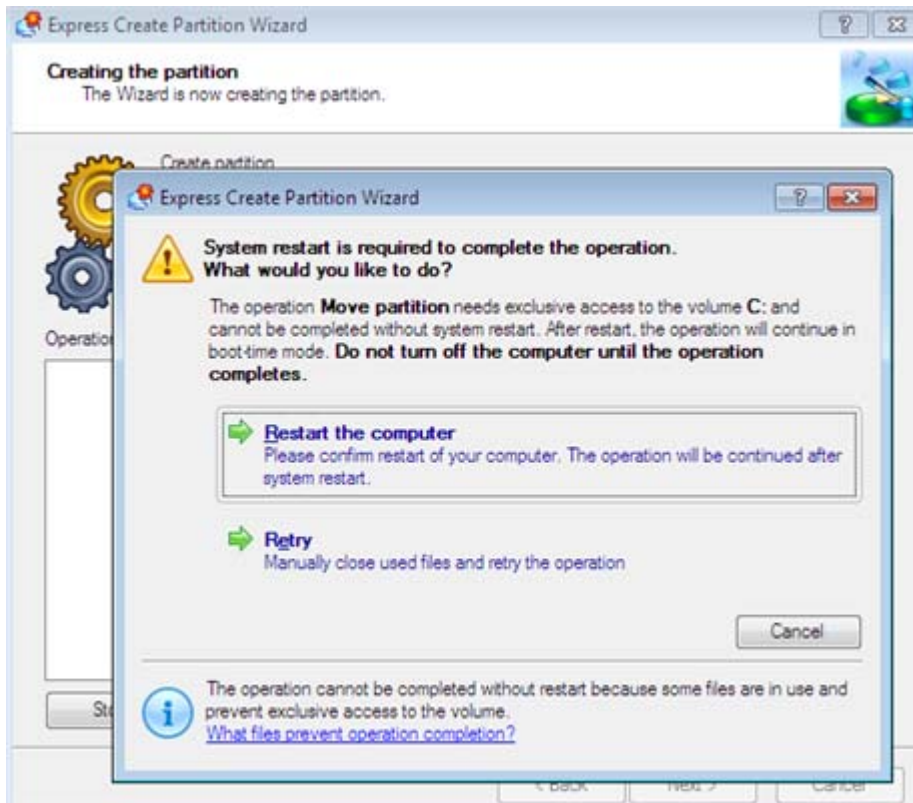 Express Create Partition Wizard
Creating the partition
The Wizard is now creating the partition.
Create partition
Express Create Partition Wizard
System restart is required to complete the operation.
What would you like to do?
The operation Move partition needs exclusive access to the volume C: and
cannot be completed without system restart. After restart, the operation will continue in
boot-time mode. Do not turn off the computer until the operation
completes.
Operation
Restart the computer
Please confirm restart of your computer. The operation will be continued after
system restart.
Retry
Manually close used files and retry the operation
Cancel
The operation cannot be completed without restart because some files are in use and
prevent exclusive access to the volume.
What files prevent operation completion?
< Back
Next >
Cancel